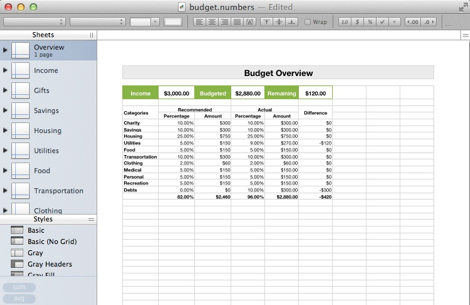 budget.numbers — Edited
Wrap
1.0 $ % ✓ = .00 .0
Sheets
Overview
1 page
Income
Gifts
Savings
Housing
Utilities
Food
Transportation
Clothing
Styles
Basic
Basic (No Grid)
Gray
Gray Headers
Gray Fill
sum
avg
Budget Overview
Income $3,000.00 Budgeted $2,880.00 Remaining $120.00
Recommended Actual
Categories Percentage Amount Percentage Amount Difference
Charity 10.00% $300 10.00% $300.00 $0
Savings 10.00% $300 10.00% $300.00 $0
Housing 25.00% $750 25.00% $750.00 $0
Utilities 5.00% $150 9.00% $270.00 -$120
Food 5.00% $150 5.00% $150.00 $0
Transportation 10.00% $300 10.00% $300.00 $0
Clothing 2.00% $60 2.00% $60.00 $0
Medical 5.00% $150 5.00% $150.00 $0
Personal 5.00% $150 5.00% $150.00 $0
Recreation 5.00% $150 5.00% $150.00 $0
Debts 0.00% $0 10.00% $300.00 -$300
82.00% $2,460 96.00% $2,880.00 -$420